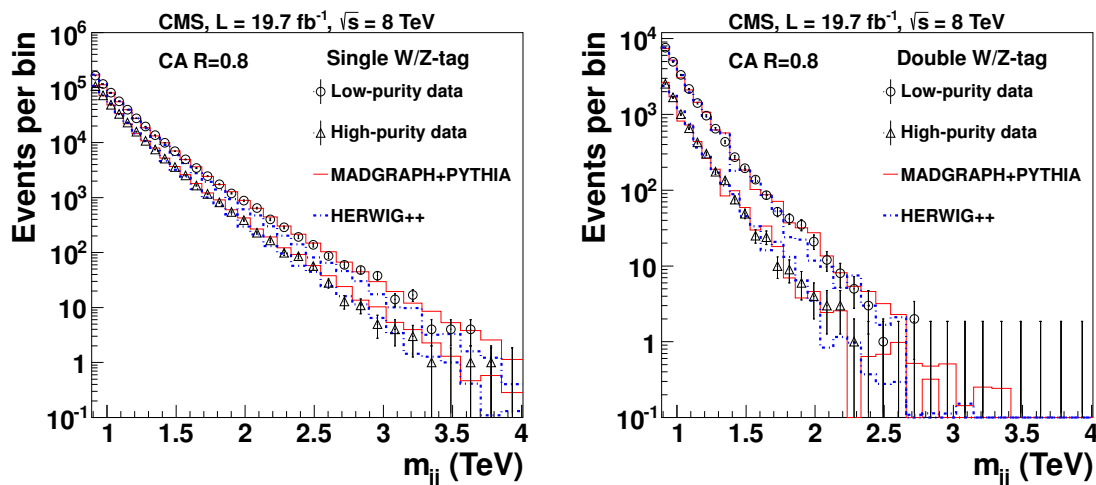 CMS, L = 19.7 fb⁻¹, √s = 8 TeV
CA R=0.8
Single W/Z-tag
Low-purity data
High-purity data
MADGRAPH+PYTHIA
HERWIG++
Events per bin
10⁶
10⁵
10⁴
10³
10²
10
1
10⁻¹
1 1.5 2 2.5 3 3.5 4
m_jj (TeV)
CMS, L = 19.7 fb⁻¹, √s = 8 TeV
CA R=0.8
Double W/Z-tag
Low-purity data
High-purity data
MADGRAPH+PYTHIA
HERWIG++
Events per bin
10⁴
10³
10²
10
1
10⁻¹
1 1.5 2 2.5 3 3.5 4
m_jj (TeV)